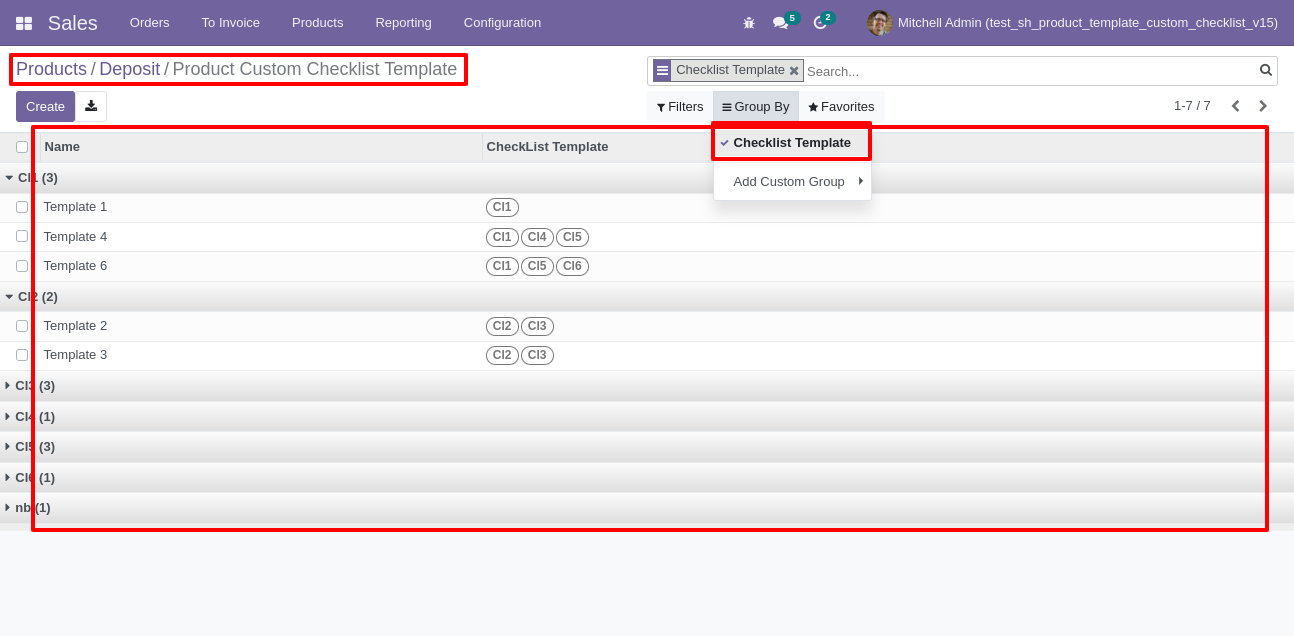 Sales Orders To Invoice Products Reporting Configuration 5 2 Mitchell Admin (test_sh_product_template_custom_checklist_v15)
Products / Deposit / Product Custom Checklist Template
Checklist Template Search...
Create
Filters Group By Favorites 1-7 / 7
Checklist Template
Add Custom Group
Name CheckList Template
Cl1 (3)
Template 1 Cl1
Template 4 Cl1 Cl4 Cl5
Template 6 Cl1 Cl5 Cl6
Cl2 (2)
Template 2 Cl2 Cl3
Template 3 Cl2 Cl3
Cl3 (3)
Cl4 (1)
Cl5 (3)
Cl6 (1)
nb (1)